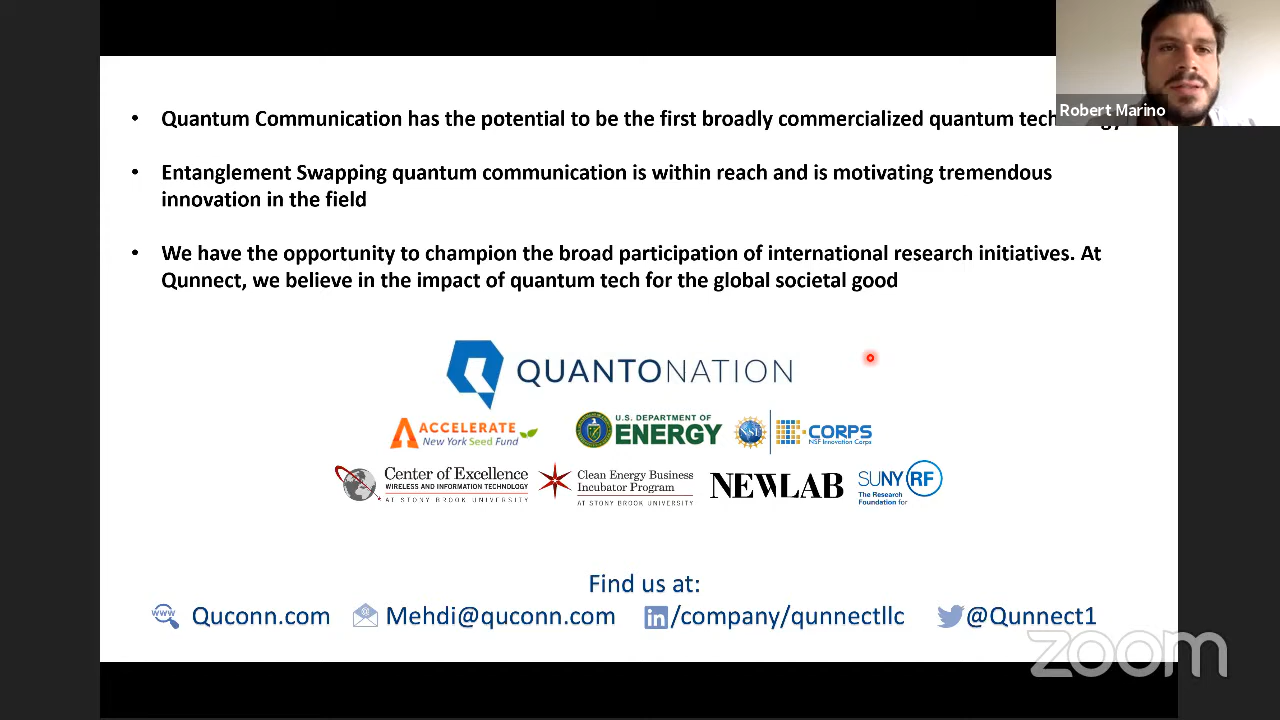 Robert Marino
• Quantum Communication has the potential to be the first broadly commercialized quantum
• Entanglement Swapping quantum communication is within reach and is motivating tremendous
innovation in the field
• We have the opportunity to champion the broad participation of international research initiatives. At
Qunnect, we believe in the impact of quantum tech for the global societal good
QUANTONATION
ACCELERATE
New York Seed Fund
U.S. DEPARTMENT OF
ENERGY
NSF
CORPS
NSF Innovation Corps
Center of Excellence
WIRELESS AND INFORMATION TECHNOLOGY
AT STONY BROOK UNIVERSITY
Clean Energy Business
Incubator Program
AT STONY BROOK UNIVERSITY
NEWLAB
SUNY RF
The Research
Foundation for
Find us at:
www Quconn.com @ Mehdi@quconn.com in /company/qunnectllc @Qunnect1
zoom